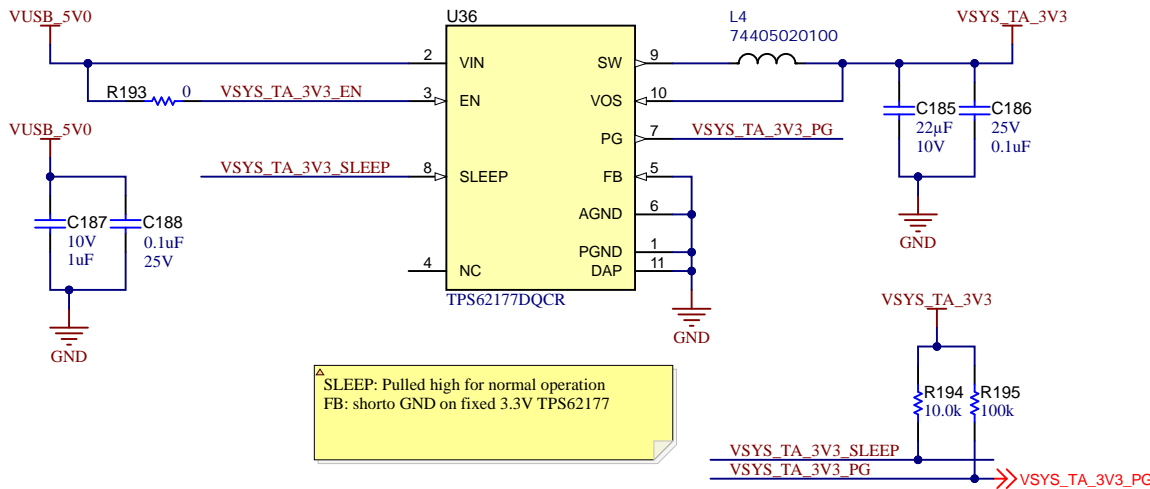 VUSB_5V0
U36
L4
74405020100
VSYS_TA_3V3
2
VIN
SW
9
R193
0
VSYS_TA_3V3_EN
3
EN
VOS
10
C185
22µF
10V
C186
25V
0.1uF
PG
7
VSYS_TA_3V3_PG
VUSB_5V0
VSYS_TA_3V3_SLEEP
8
SLEEP
FB
5
AGND
6
GND
C187
10V
1uF
C188
0.1uF
25V
PGND
1
4
NC
DAP
11
TPS62177DQCR
GND
GND
VSYS_TA_3V3
SLEEP: Pulled high for normal operation
FB: shorto GND on fixed 3.3V TPS62177
R194
10.0k
R195
100k
VSYS_TA_3V3_SLEEP
VSYS_TA_3V3_PG
VSYS_TA_3V3_PG